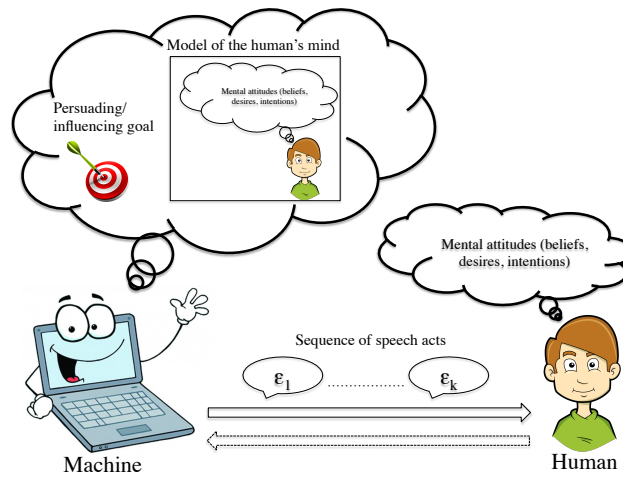 Model of the human's mind
Mental attitudes (beliefs,
desires, intentions)
Persuading/
influencing goal
Mental attitudes (beliefs,
desires, intentions)
Sequence of speech acts
ε1 .................. εk
Machine
Human